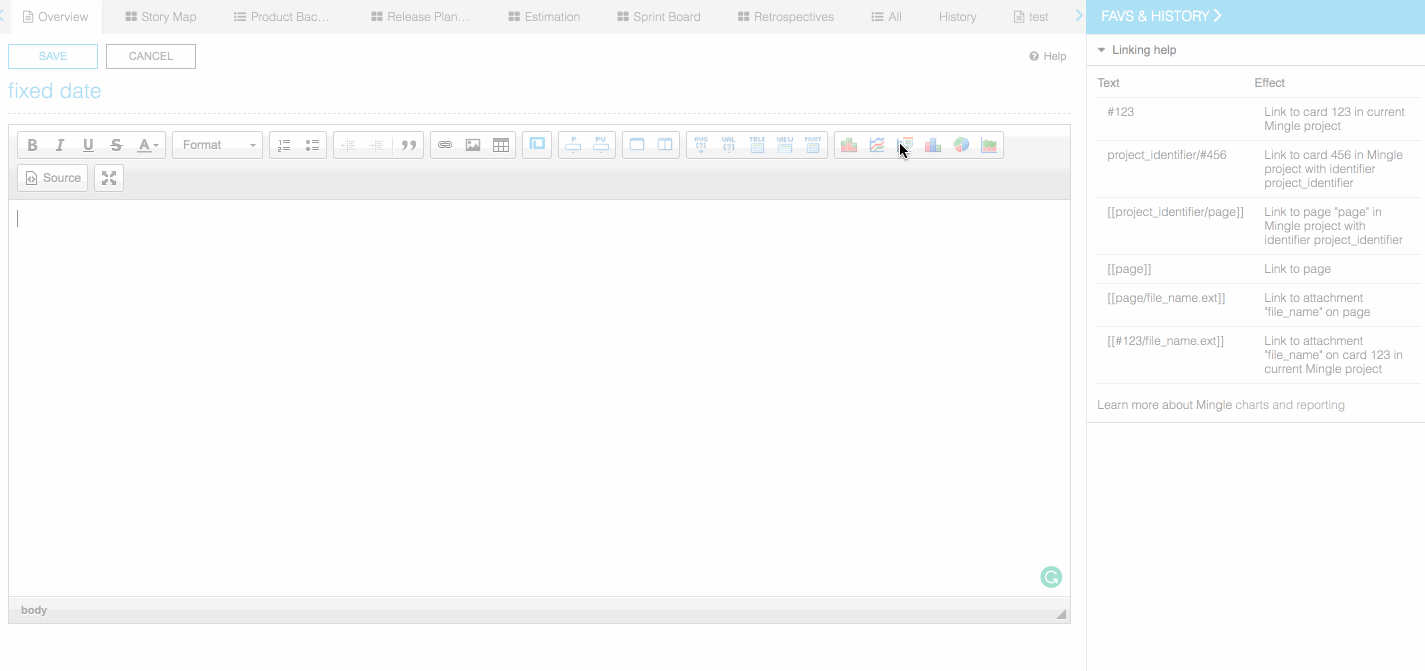 Overview
Story Map
Product Bac...
Release Plan...
Estimation
Sprint Board
Retrospectives
All
History
test
FAVS & HISTORY
SAVE
CANCEL
Help
Linking help
fixed date
Text Effect
#123 Link to card 123 in current
Mingle project
project_identifier/#456 Link to card 456 in Mingle
project with identifier
project_identifier
[[project_identifier/page]] Link to page "page" in
Mingle project with
identifier project_identifier
[[page]] Link to page
[[page/file_name.ext]] Link to attachment
"file_name" on page
[[#123/file_name.ext]] Link to attachment
"file_name" on card 123 in
current Mingle project
Learn more about Mingle charts and reporting
B I U S A
Format
AVG VAL TELE VIEW PIVOT
Source
body